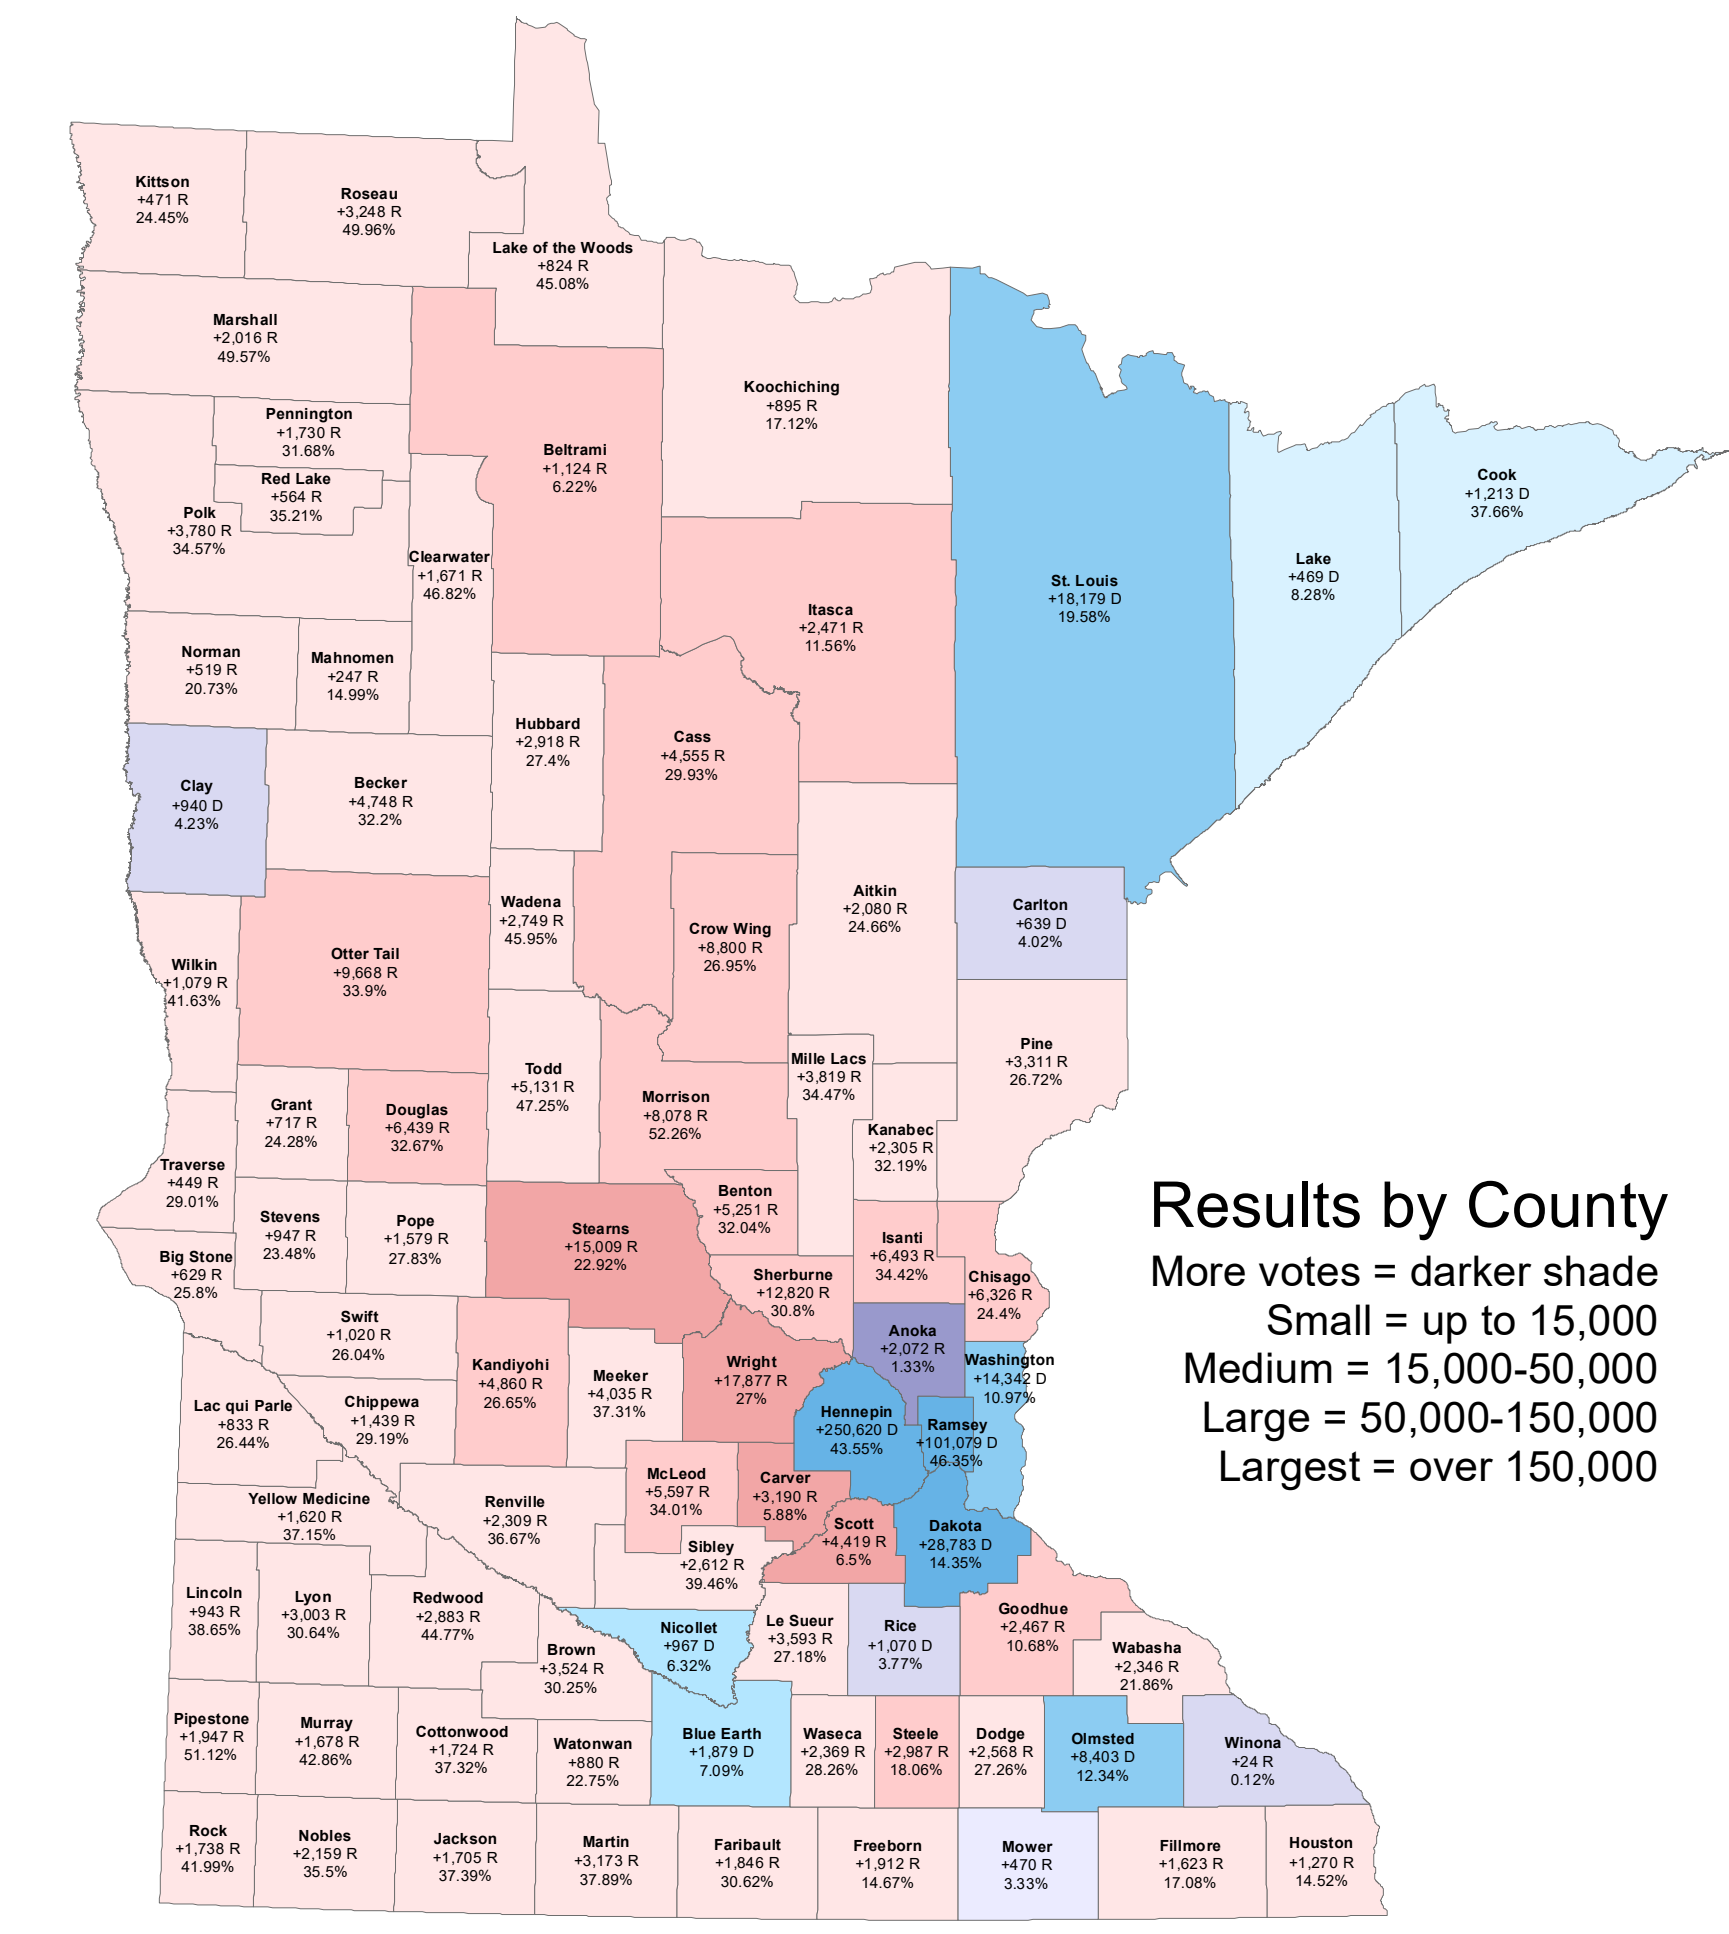 Kittson
+471 R
24.45%
Roseau
+3,248 R
49.96%
Lake of the Woods
+824 R
45.08%
Marshall
+2,016 R
49.57%
Koochiching
+895 R
17.12%
Pennington
+1,730 R
31.68%
Beltrami
+1,124 R
6.22%
Red Lake
+564 R
35.21%
Cook
+1,213 D
37.66%
Polk
+3,780 R
34.57%
Clearwater
+1,671 R
46.82%
Lake
+469 D
8.28%
St. Louis
+18,179 D
19.58%
Itasca
+2,471 R
11.56%
Norman
+519 R
20.73%
Mahnomen
+247 R
14.99%
Hubbard
+2,918 R
27.4%
Cass
+4,555 R
29.93%
Clay
+940 D
4.23%
Becker
+4,748 R
32.2%
Wadena
+2,749 R
45.95%
Aitkin
+2,080 R
24.66%
Carlton
+639 D
4.02%
Crow Wing
+8,800 R
26.95%
Otter Tail
+9,668 R
33.9%
Wilkin
+1,079 R
41.63%
Pine
+3,311 R
26.72%
Mille Lacs
+3,819 R
34.47%
Todd
+5,131 R
47.25%
Morrison
+8,078 R
52.26%
Grant
+717 R
24.28%
Douglas
+6,439 R
32.67%
Kanabec
+2,305 R
32.19%
Traverse
+449 R
29.01%
Benton
+5,251 R
32.04%
Stevens
+947 R
23.48%
Pope
+1,579 R
27.83%
Stearns
+15,009 R
22.92%
Isanti
+6,493 R
34.42%
Big Stone
+629 R
25.8%
Sherburne
+12,820 R
30.8%
Chisago
+6,326 R
24.4%
Results by County
More votes = darker shade
Small = up to 15,000
Medium = 15,000-50,000
Large = 50,000-150,000
Largest = over 150,000
Swift
+1,020 R
26.04%
Anoka
+2,072 R
1.33%
Kandiyohi
+4,860 R
26.65%
Meeker
+4,035 R
37.31%
Wright
+17,877 R
27%
Washington
+14,342 D
10.97%
Lac qui Parle
+833 R
26.44%
Chippewa
+1,439 R
29.19%
Hennepin
+250,620 D
43.55%
Ramsey
+101,079 D
46.35%
Yellow Medicine
+1,620 R
37.15%
Renville
+2,309 R
36.67%
McLeod
+5,597 R
34.01%
Carver
+3,190 R
5.88%
Scott
+4,419 R
6.5%
Dakota
+28,783 D
14.35%
Sibley
+2,612 R
39.46%
Lincoln
+943 R
38.65%
Lyon
+3,003 R
30.64%
Redwood
+2,883 R
44.77%
Brown
+3,524 R
30.25%
Nicollet
+967 D
6.32%
Le Sueur
+3,593 R
27.18%
Rice
+1,070 D
3.77%
Goodhue
+2,467 R
10.68%
Wabasha
+2,346 R
21.86%
Pipestone
+1,947 R
51.12%
Murray
+1,678 R
42.86%
Cottonwood
+1,724 R
37.32%
Watonwan
+880 R
22.75%
Blue Earth
+1,879 D
7.09%
Waseca
+2,369 R
28.26%
Steele
+2,987 R
18.06%
Dodge
+2,568 R
27.26%
Olmsted
+8,403 D
12.34%
Winona
+24 R
0.12%
Rock
+1,738 R
41.99%
Nobles
+2,159 R
35.5%
Jackson
+1,705 R
37.39%
Martin
+3,173 R
37.89%
Faribault
+1,846 R
30.62%
Freeborn
+1,912 R
14.67%
Mower
+470 R
3.33%
Fillmore
+1,623 R
17.08%
Houston
+1,270 R
14.52%